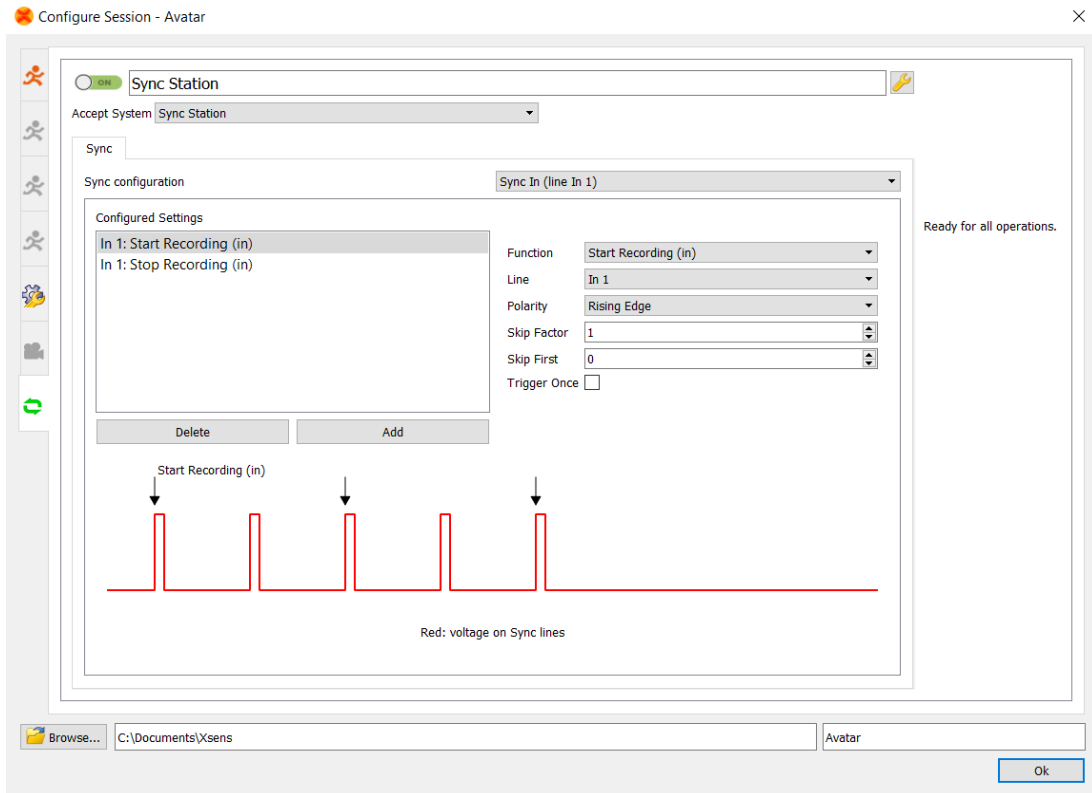 Configure Session - Avatar
ON
Sync Station
Accept System Sync Station
Sync
Sync configuration
Sync In (line In 1)
Configured Settings
In 1: Start Recording (in)
In 1: Stop Recording (in)
Function Start Recording (in)
Line In 1
Polarity Rising Edge
Skip Factor 1
Skip First 0
Trigger Once
Delete
Add
Start Recording (in)
Red: voltage on Sync lines
Ready for all operations.
Browse...
C:\Documents\Xsens
Avatar
Ok